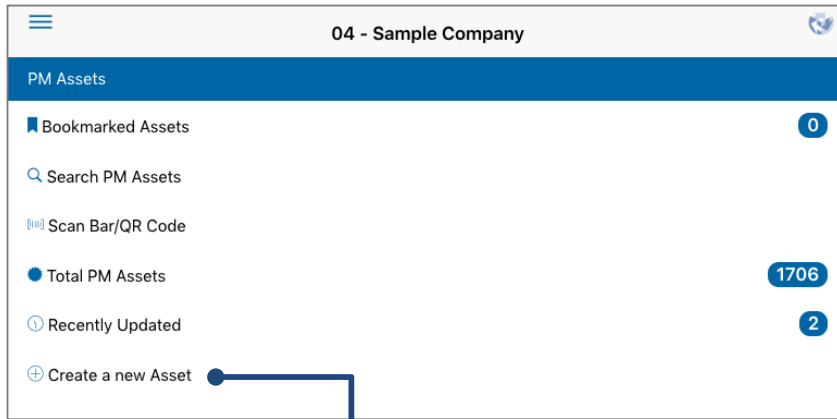 04 - Sample Company
PM Assets
Bookmarked Assets 0
Search PM Assets
Scan Bar/QR Code
Total PM Assets 1706
Recently Updated 2
Create a new Asset